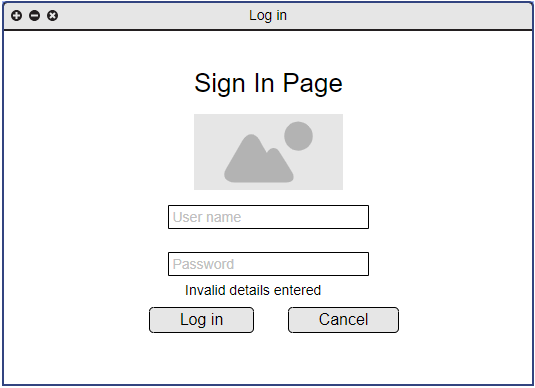 Log in
Sign In Page
User name
Password
Invalid details entered
Log in
Cancel